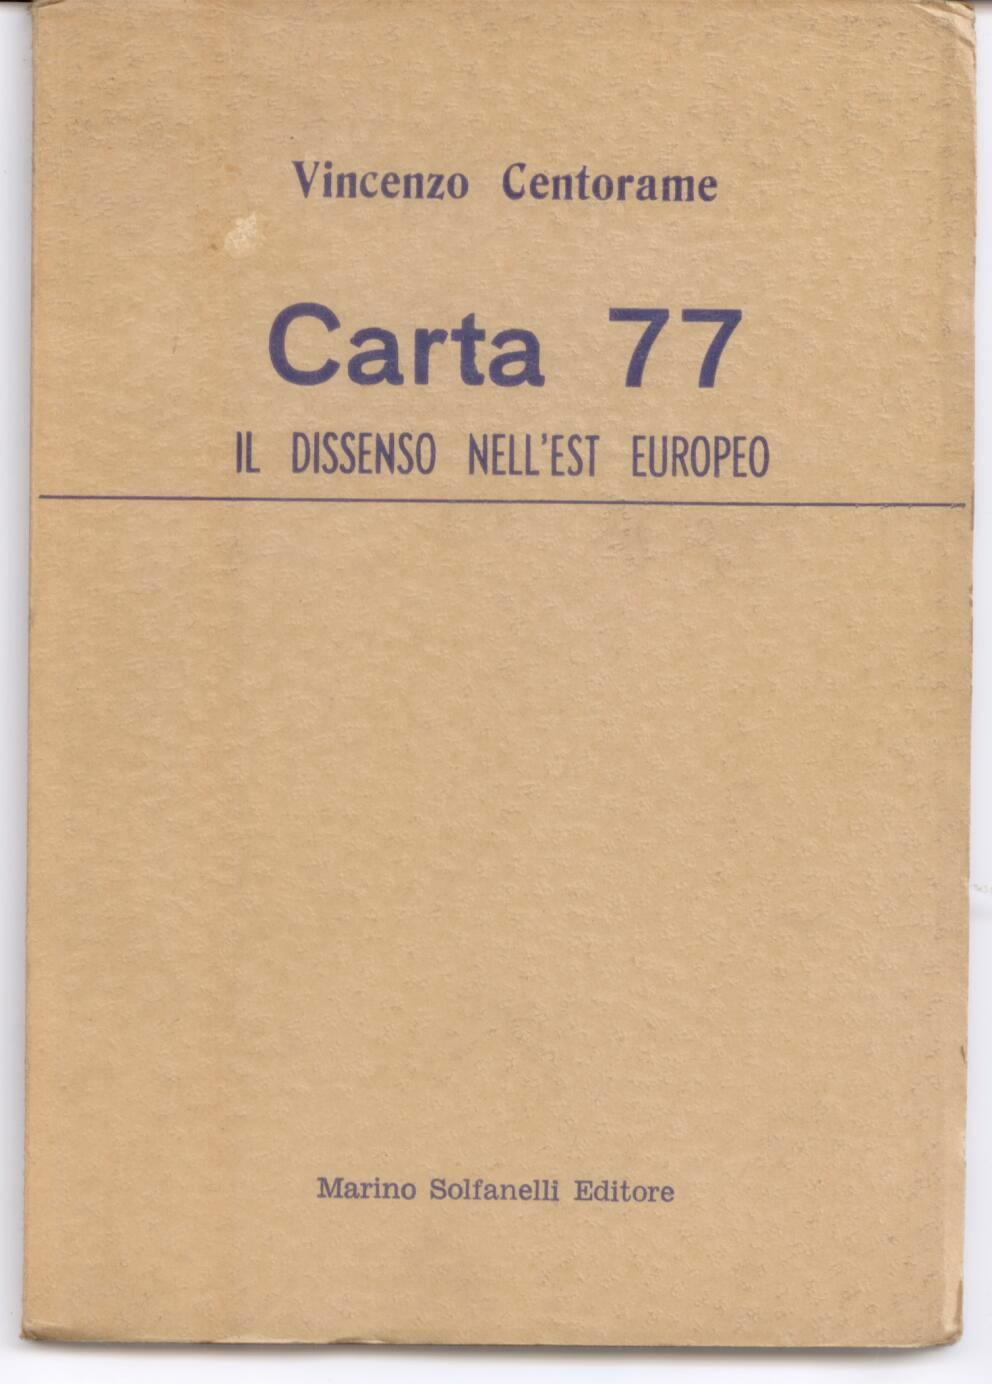 Vincenzo Centorame
Carta 77
IL DISSENSO NELL'EST EUROPEO
Marino Solfanelli Editore